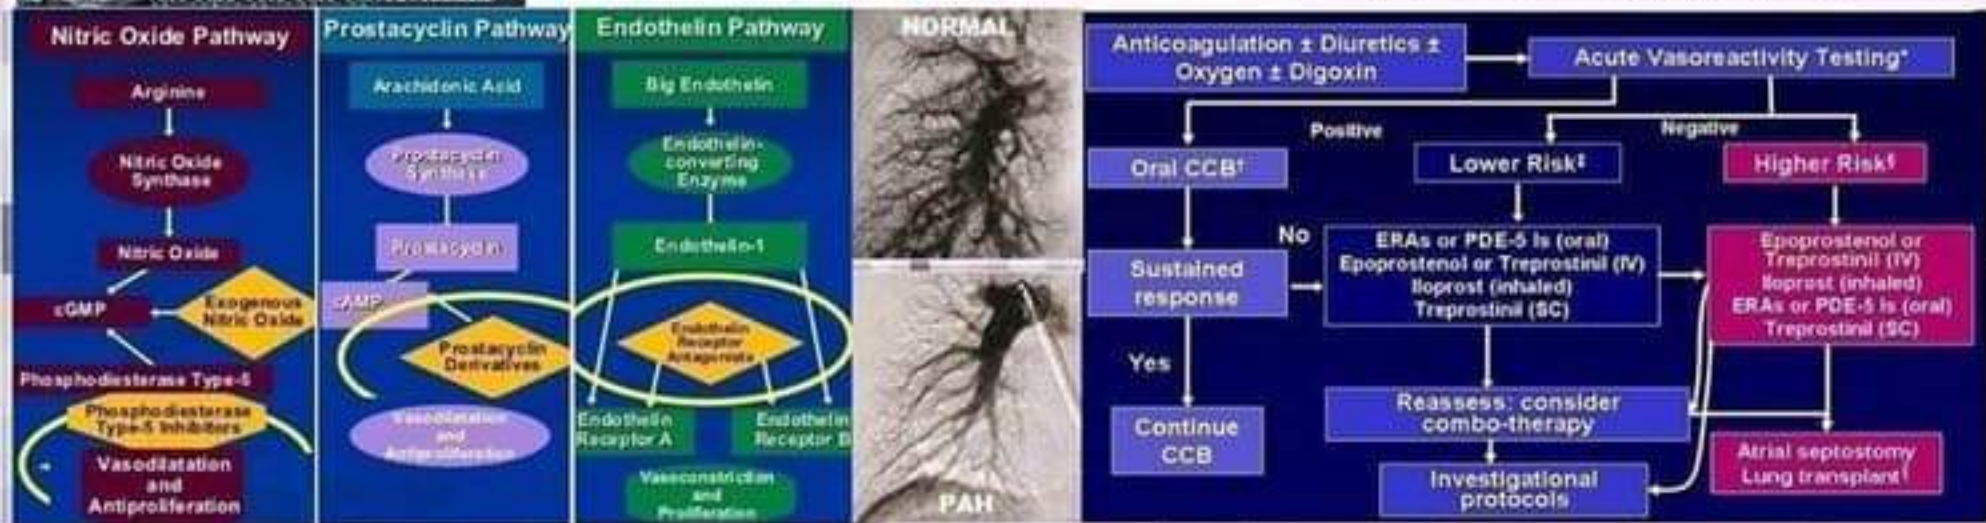 Nitric Oxide Pathway
Arginine
Nitric Oxide
Synthase
Nitric Oxide
cGMP
Exogenous
Nitric Oxide
Phosphodiesterase Type-5
Phosphodiesterase
Type-5 Inhibitors
Vasodilatation
and
Antiproliferation
Prostacyclin Pathway
Arachidonic Acid
Prostacyclin
Synthase
Prostacyclin
cAMP
Prostacyclin
Derivatives
Vasodilatation
and
Antiproliferation
Endothelin Pathway
Big Endothelin
Endothelin-
converting
Enzyme
Endothelin-1
Endothelin
Receptor
Antagonists
Endothelin
Receptor A
Endothelin
Receptor B
Vasoconstriction
and
Proliferation
NORMAL
PAH
Anticoagulation ± Diuretics ±
Oxygen ± Digoxin
Acute Vasoreactivity Testing*
Positive
Negative
Oral CCB†
Lower Risk‡
Higher Risk§
Sustained
response
No
Yes
Continue
CCB
ERAs or PDE-5 Is (oral)
Epoprostenol or Treprostinil (IV)
Iloprost (inhaled)
Treprostinil (SC)
Epoprostenol or
Treprostinil (IV)
Iloprost (inhaled)
ERAs or PDE-5 Is (oral)
Treprostinil (SC)
Reassess: consider
combo-therapy
Investigational
protocols
Atrial septostomy
Lung transplant